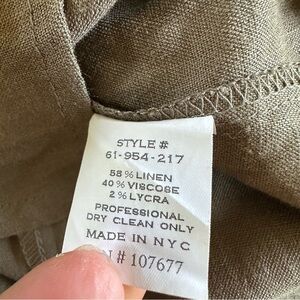 STYLE #
61-954-217
58% LINEN
40% VISCOSE
2% LYCRA
PROFESSIONAL
DRY CLEAN ONLY
MADE IN NYC
N # 107677